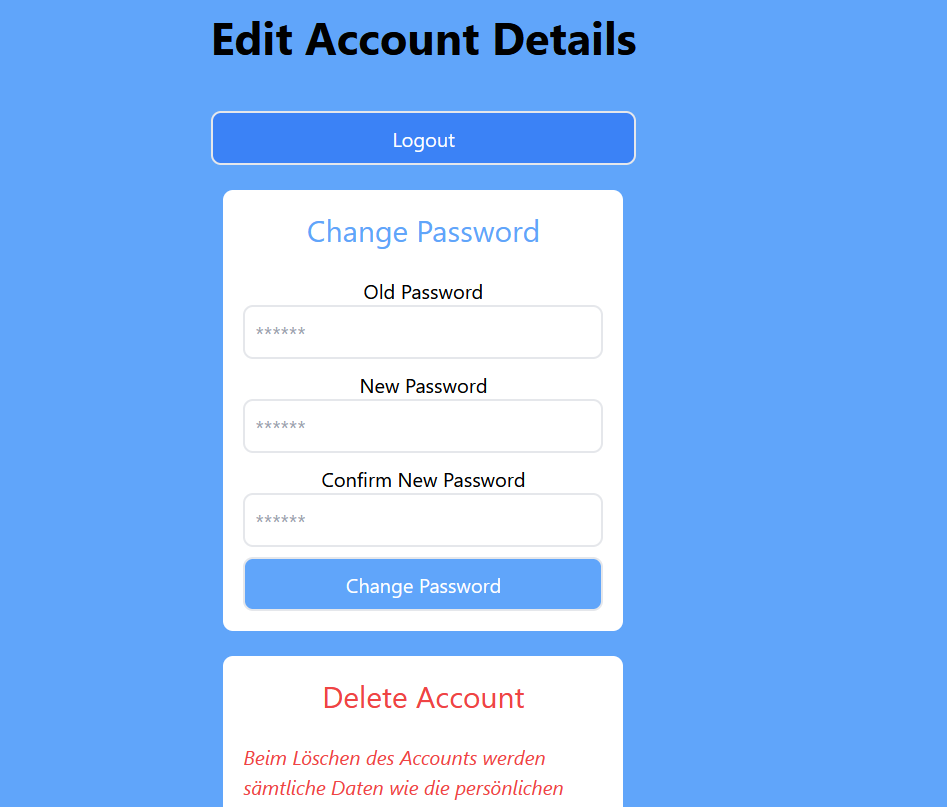 Edit Account Details
Logout
Change Password
Old Password
******
New Password
******
Confirm New Password
******
Change Password
Delete Account
Beim Löschen des Accounts werden
sämtliche Daten wie die persönlichen